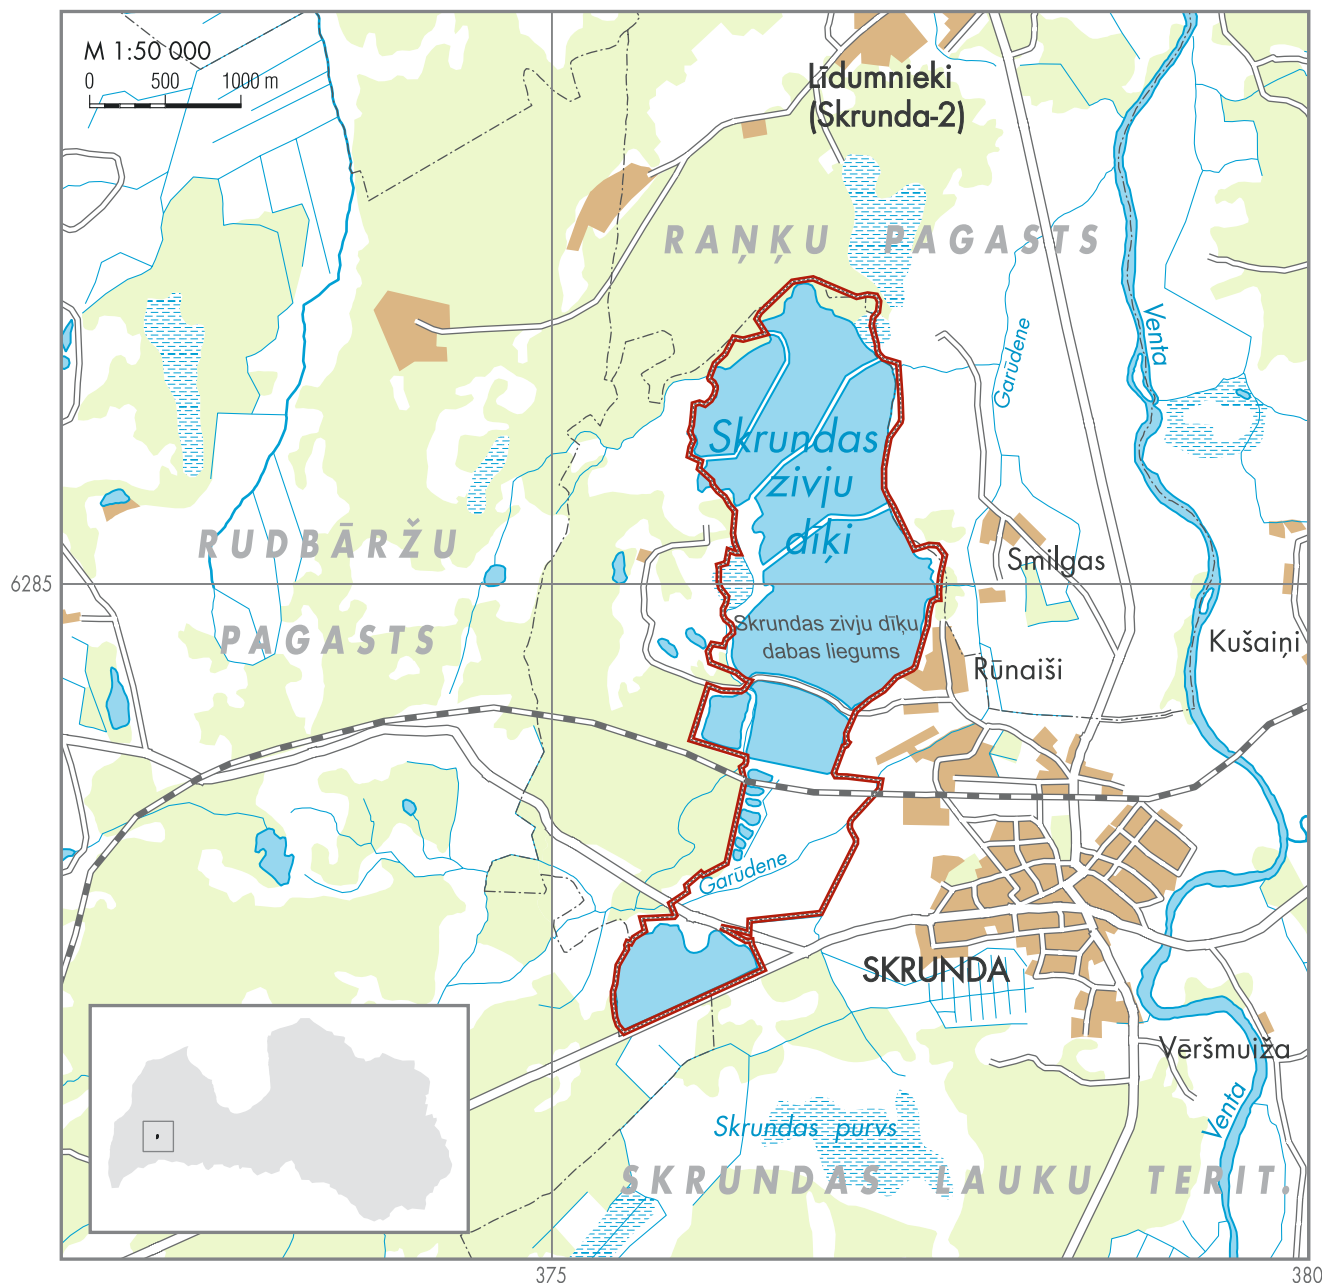 M 1:50 000
0 500 1000 m
Līdumnieki
(Skrunda-2)
RAŅĶU PAGASTS
Venta
Garūdene
Skrundas
zivju
dīķi
RUDBĀRŽU
PAGASTS
Smilgas
6285
Skrundas zivju dīķu
dabas liegums
Kušaiņi
Rūnaiši
Garūdene
SKRUNDA
Vēršmuiža
Venta
Skrundas purvs
SKRUNDAS LAUKU TERIT.
375
380